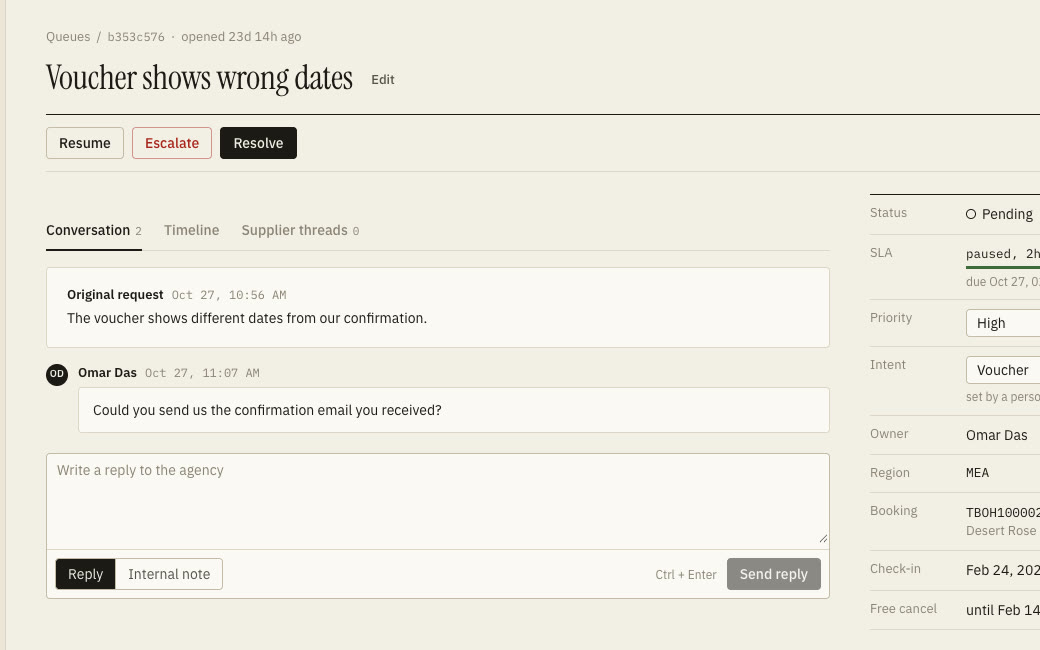 Queues / b353c576 · opened 23d 14h ago
Voucher shows wrong dates Edit
Resume Escalate Resolve
Conversation 2 Timeline Supplier threads 0
Original request Oct 27, 10:56 AM
The voucher shows different dates from our confirmation.
OD Omar Das Oct 27, 11:07 AM
Could you send us the confirmation email you received?
Write a reply to the agency
Reply Internal note Ctrl + Enter Send reply
Status Pending
SLA paused, 2h
due Oct 27, 0
Priority High
Intent Voucher
set by a perso
Owner Omar Das
Region MEA
Booking TBOH100002
Desert Rose
Check-in Feb 24, 202
Free cancel until Feb 14